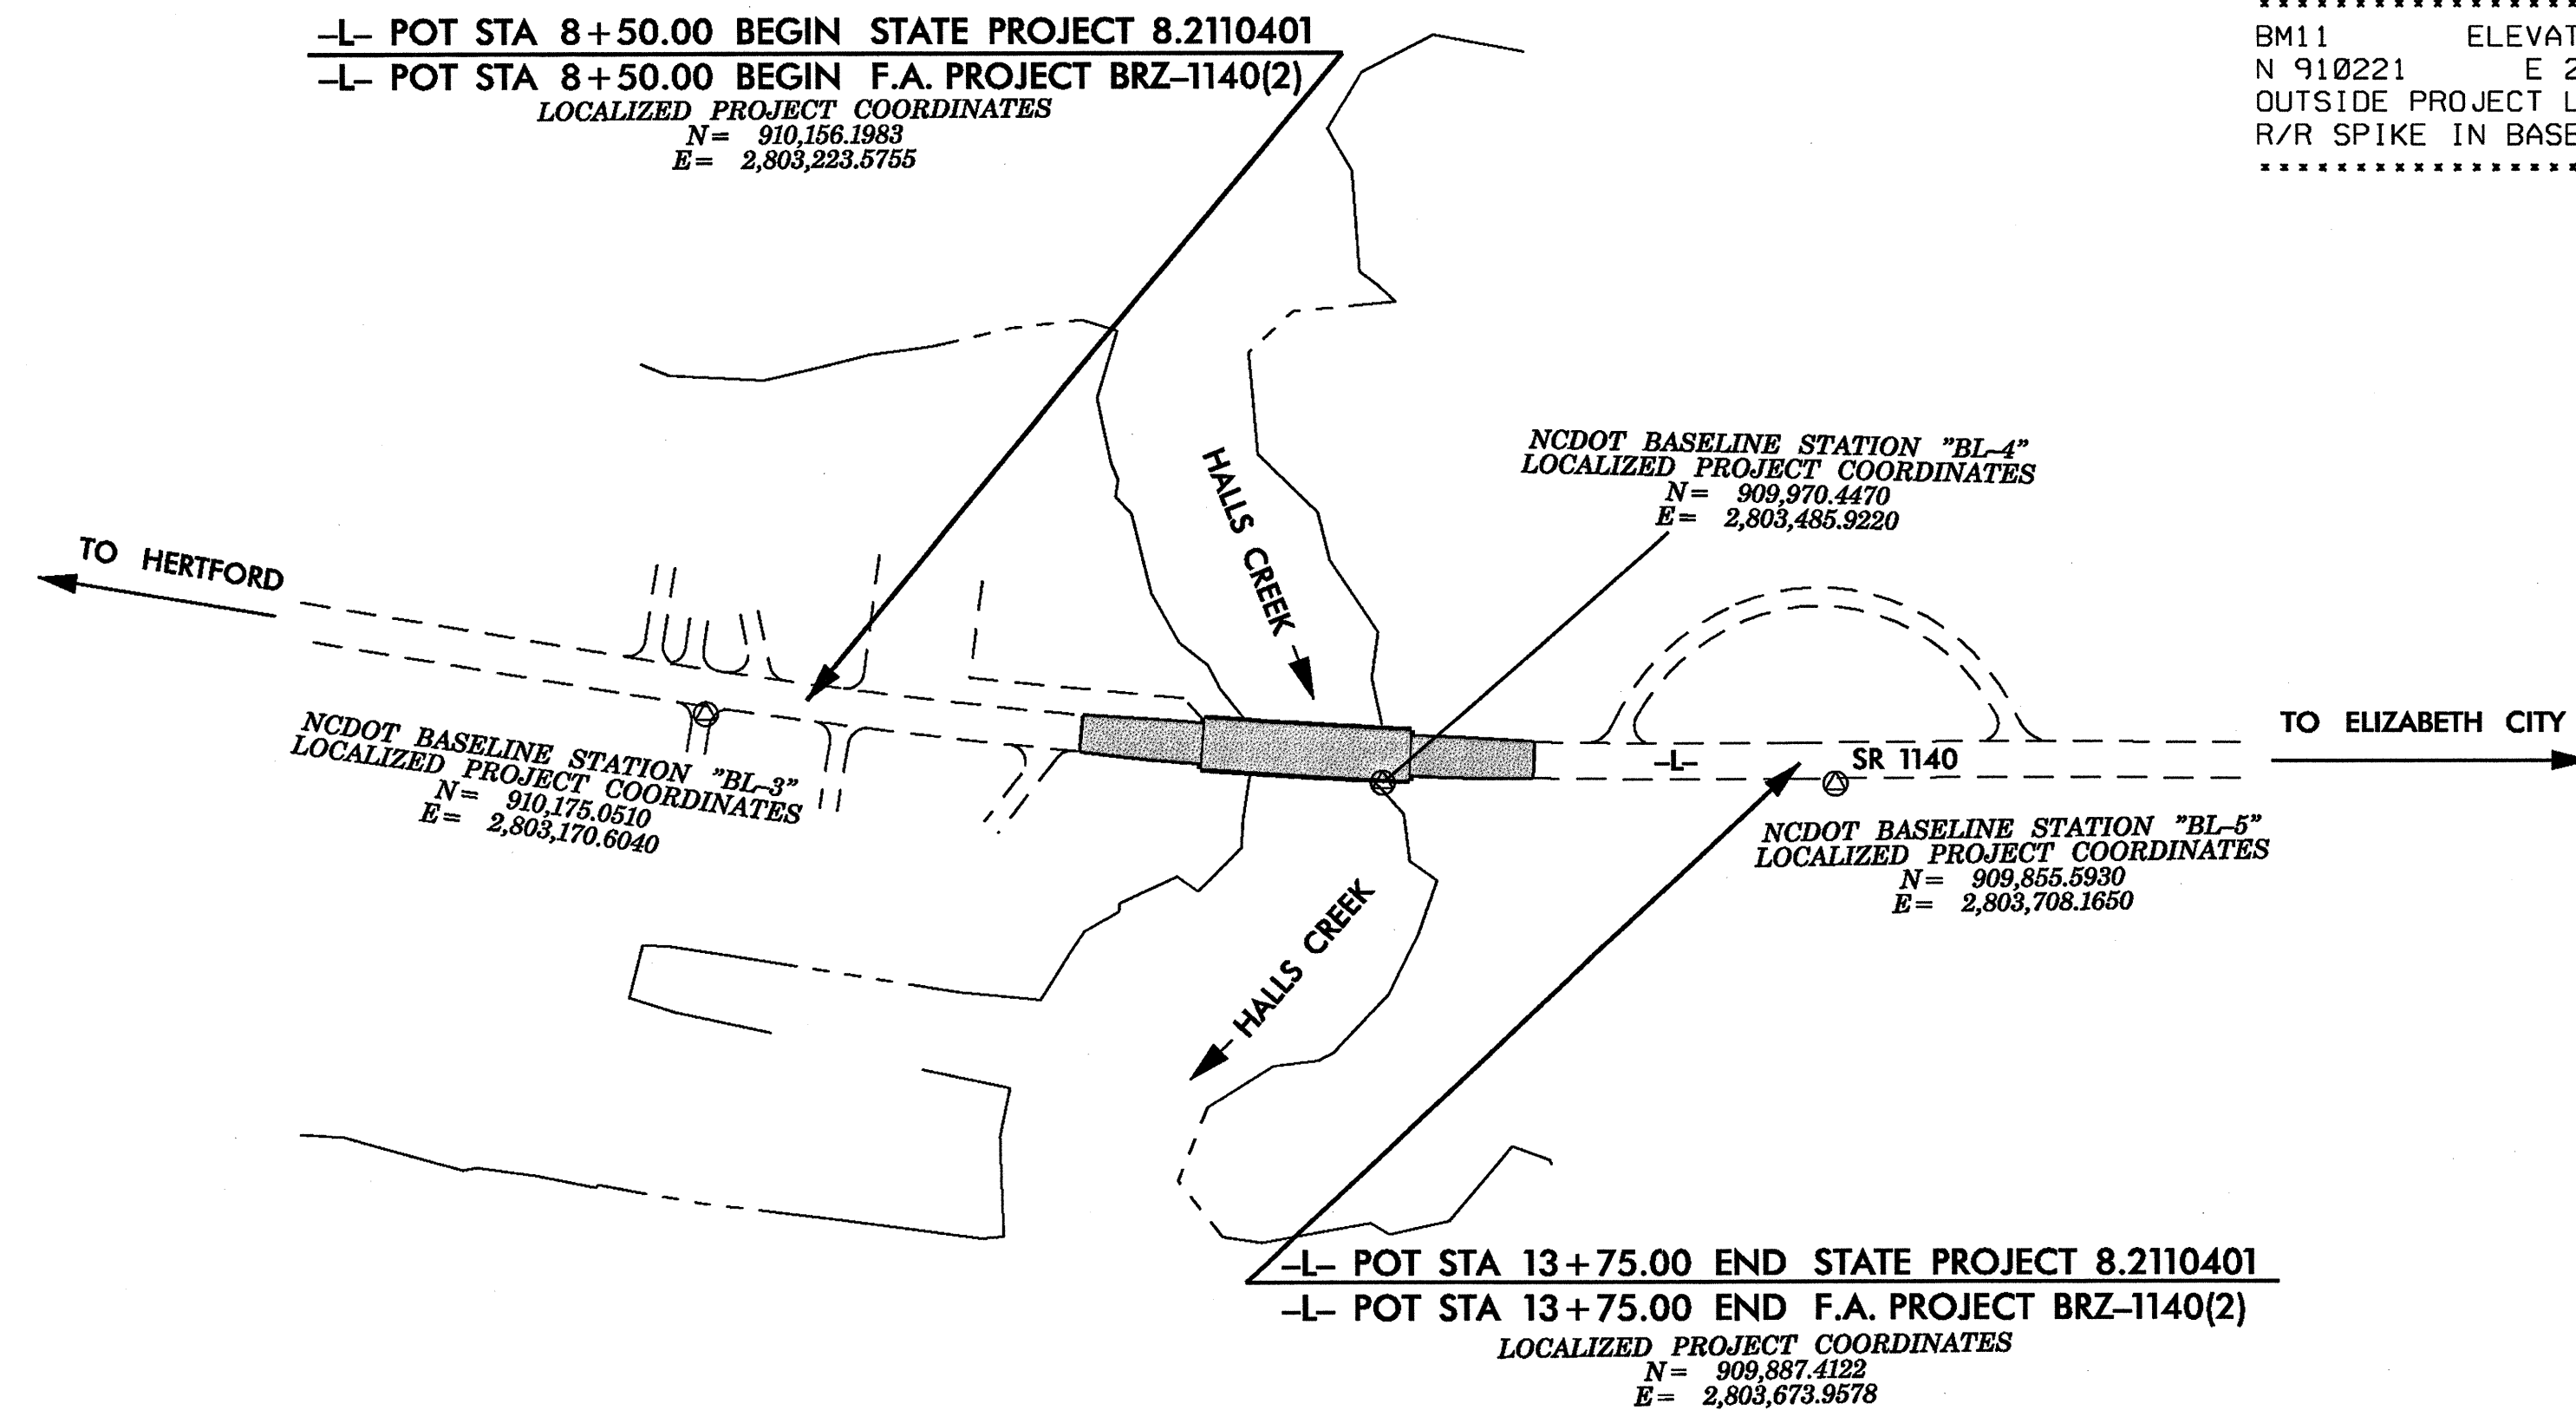 -L- POT STA 8+50.00 BEGIN STATE PROJECT 8.2110401
-L- POT STA 8+50.00 BEGIN F.A. PROJECT BRZ-1140(2)
LOCALIZED PROJECT COORDINATES
N= 910,156.1983
E= 2,803,223.5755
BM11 ELEVAT
N 910221 E 2
OUTSIDE PROJECT L
R/R SPIKE IN BASE
NCDOT BASELINE STATION "BL-4"
LOCALIZED PROJECT COORDINATES
N= 909,970.4470
E= 2,803,485.9220
HALLS CREEK
TO HERTFORD
NCDOT BASELINE STATION "BL-3"
LOCALIZED PROJECT COORDINATES
N= 910,175.0510
E= 2,803,170.6040
-L-
SR 1140
TO ELIZABETH CITY
NCDOT BASELINE STATION "BL-5"
LOCALIZED PROJECT COORDINATES
N= 909,855.5930
E= 2,803,708.1650
HALLS CREEK
-L- POT STA 13+75.00 END STATE PROJECT 8.2110401
-L- POT STA 13+75.00 END F.A. PROJECT BRZ-1140(2)
LOCALIZED PROJECT COORDINATES
N= 909,887.4122
E= 2,803,673.9578